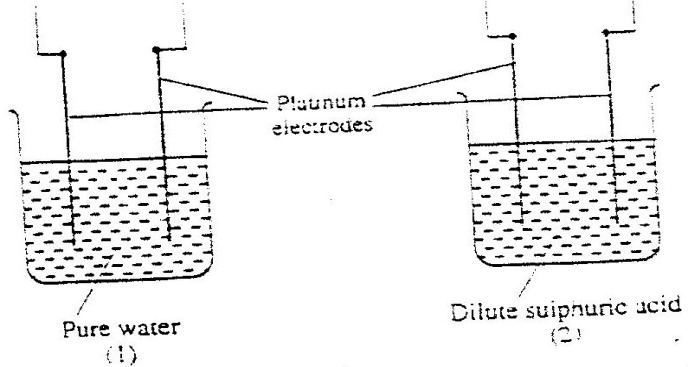 Platinum
electrodes
Pure water
(1)
Dilute sulphuric acid
(2)